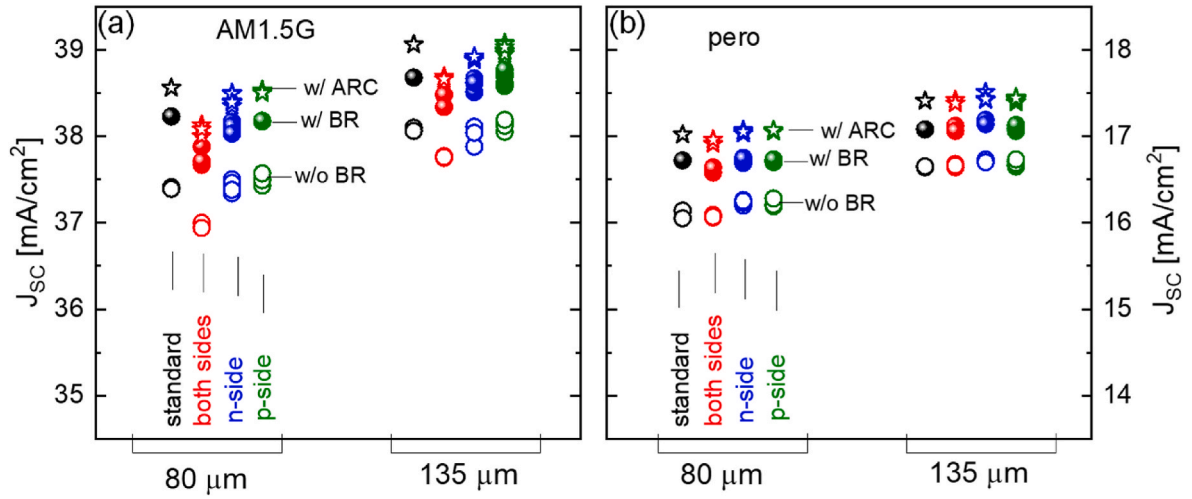 (a)
AM1.5G
39
38
37
36
35
J_SC [mA/cm²]
w/ ARC
w/ BR
w/o BR
standard
both sides
n-side
p-side
80 μm
135 μm
(b)
pero
w/ ARC
w/ BR
w/o BR
standard
both sides
n-side
p-side
80 μm
135 μm
18
17
16
15
14
J_SC [mA/cm²]